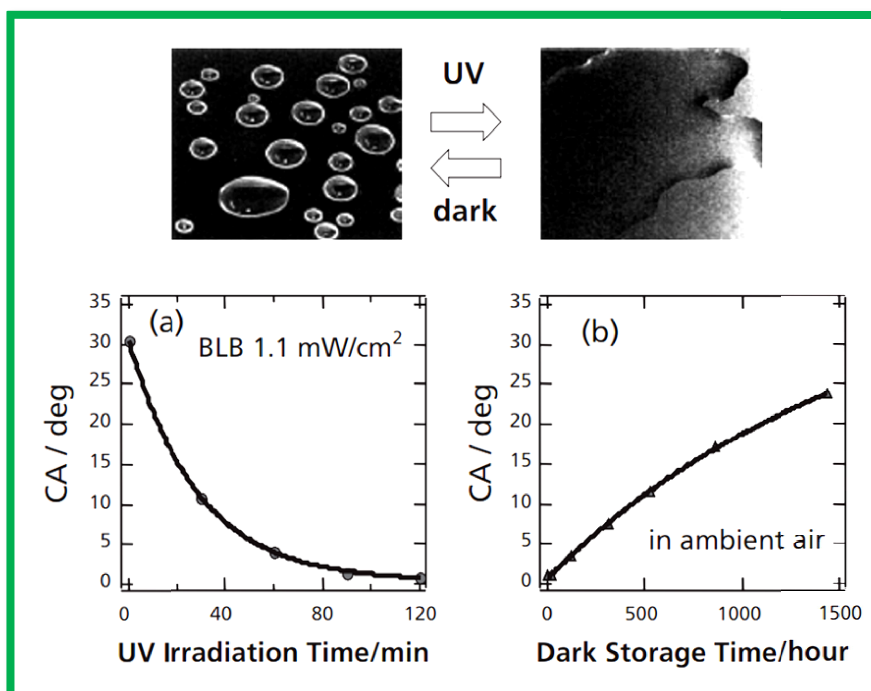 UV
dark
(a)
BLB 1.1 mW/cm²
CA / deg
35
30
25
20
15
10
5
0
0 40 80 120
UV Irradiation Time/min
(b)
in ambient air
CA / deg
35
30
25
20
15
10
5
0
0 500 1000 1500
Dark Storage Time/hour